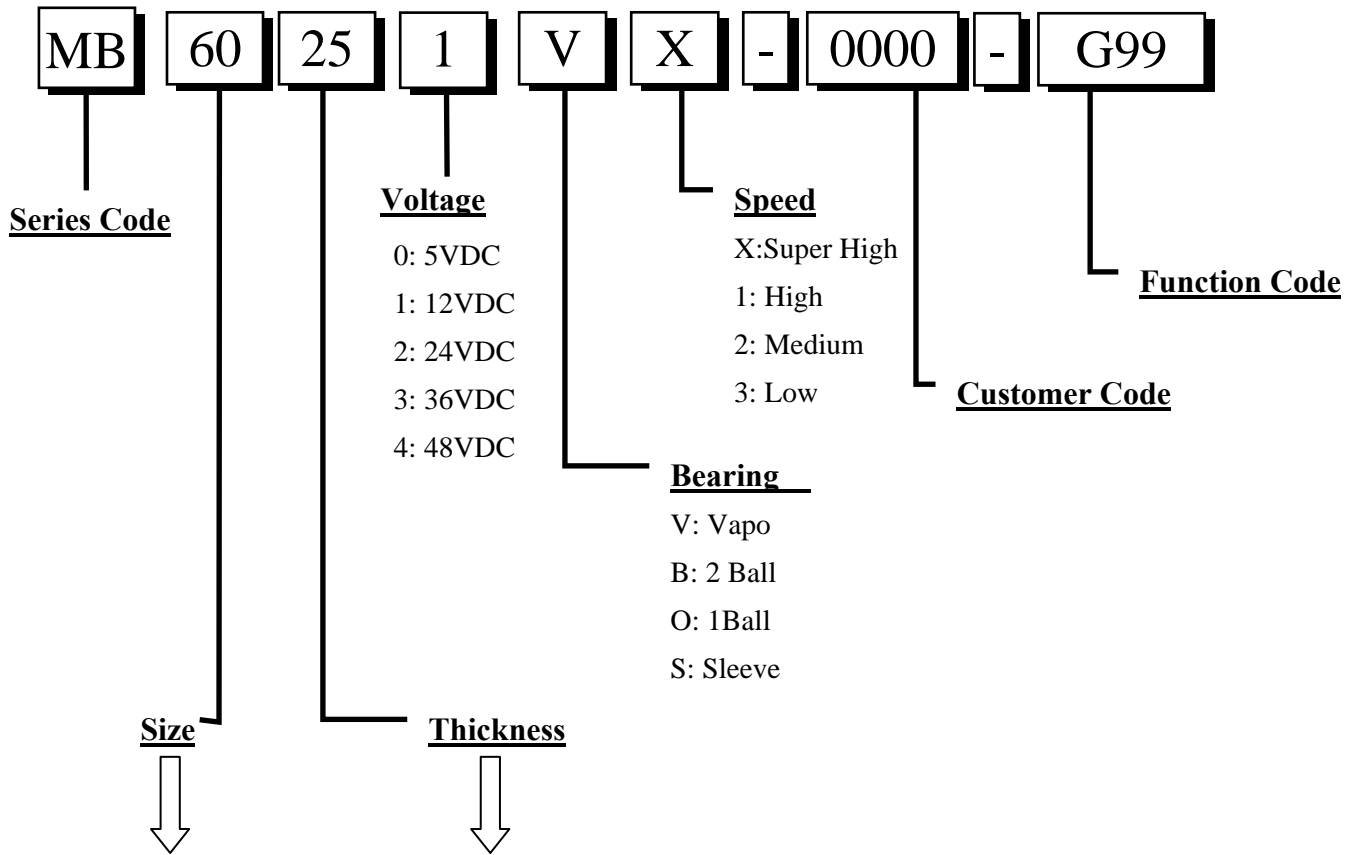 MB 60 25 1 V X - 0000 - G99
Series Code
Voltage
0: 5VDC
1: 12VDC
2: 24VDC
3: 36VDC
4: 48VDC
Speed
X:Super High
1: High
2: Medium
3: Low
Function Code
Customer Code
Bearing
V: Vapo
B: 2 Ball
O: 1Ball
S: Sleeve
Size
Thickness